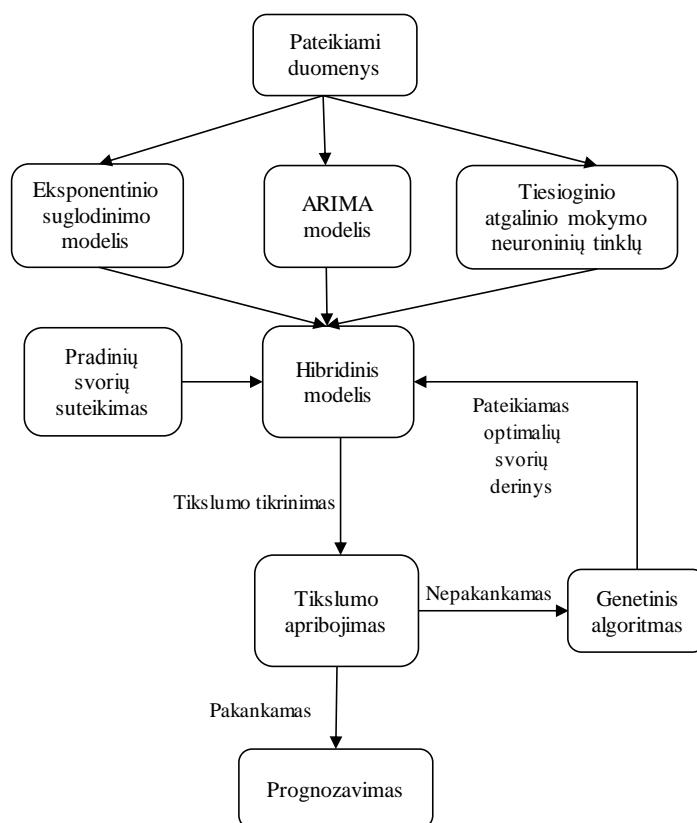 Pateikiami
duomenys
Eksponentinio
suglodinimo
modelis
ARIMA
modelis
Tiesioginio
atgalinio mokymo
neuroninių tinklų
Pradinių
svorių
suteikimas
Hibridinis
modelis
Pateikiamas
optimalių
svorių
derinys
Tikslumo tikrinimas
Tikslumo
apribojimas
Nepakankamas
Genetinis
algoritmas
Pakankamas
Prognozavimas